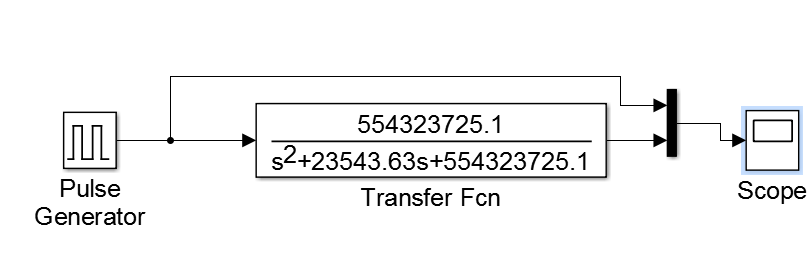 554323725.1
s2+23543.63s+554323725.1
Pulse
Generator
Transfer Fcn
Scope